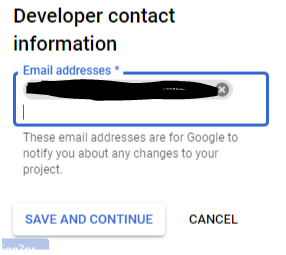 Developer contact
information
Email addresses *
These email addresses are for Google to
notify you about any changes to your
project.
SAVE AND CONTINUE CANCEL